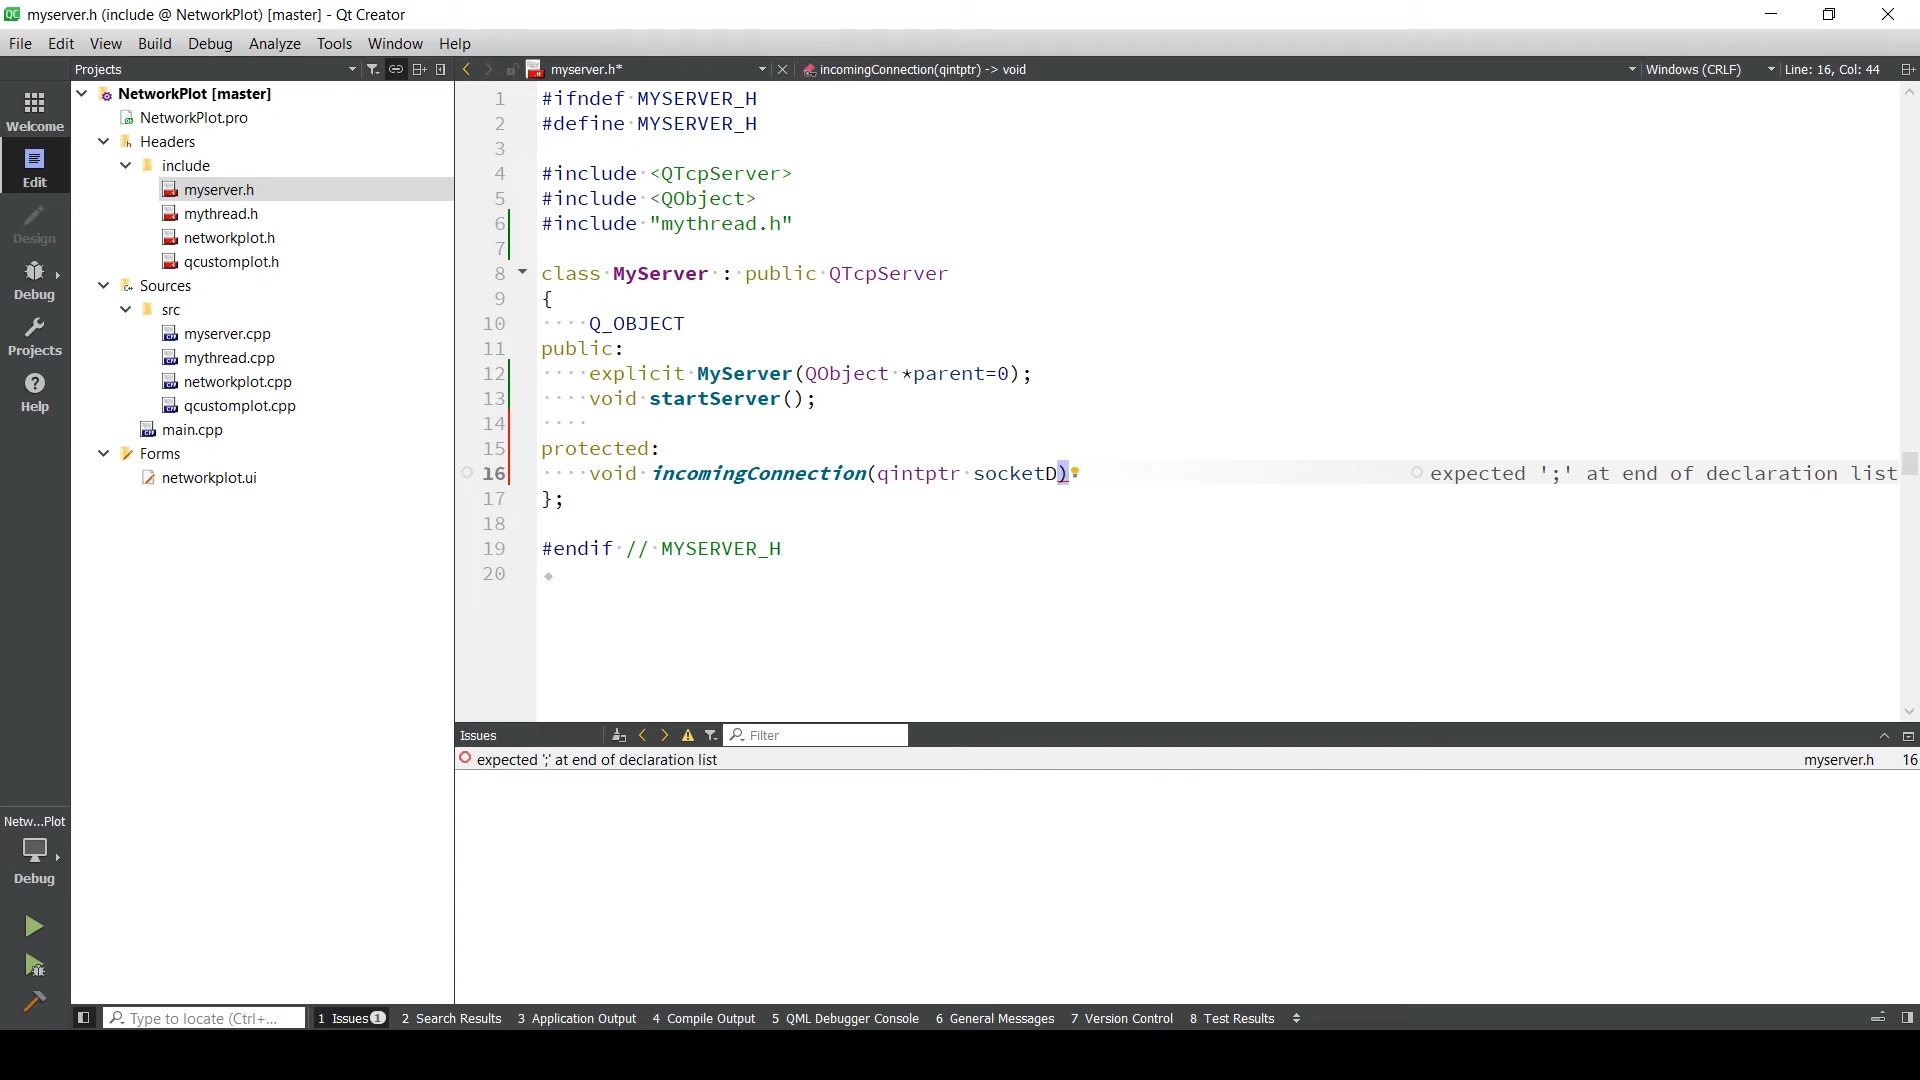 myserver.h (include @ NetworkPlot) [master] - Qt Creator
File Edit View Build Debug Analyze Tools Window Help
Projects
myserver.h*
incomingConnection(qintptr) -> void
Windows (CRLF)
Line: 16, Col: 44
Welcome
Edit
Design
Debug
Projects
Help
NetworkPlot [master]
NetworkPlot.pro
Headers
include
myserver.h
mythread.h
networkplot.h
qcustomplot.h
Sources
src
myserver.cpp
mythread.cpp
networkplot.cpp
qcustomplot.cpp
main.cpp
Forms
networkplot.ui
1 #ifndef MYSERVER_H
2 #define MYSERVER_H
3
4 #include <QTcpServer>
5 #include <QObject>
6 #include "mythread.h"
7
8 class MyServer : public QTcpServer
9 {
10 Q_OBJECT
11 public:
12 explicit MyServer(QObject *parent=0);
13 void startServer();
14
15 protected:
16 void incomingConnection(qintptr socketD) expected ';' at end of declaration list
17 };
18
19 #endif // MYSERVER_H
20
Issues
Filter
expected ';' at end of declaration list myserver.h 16
Netw...Plot
Debug
Type to locate (Ctrl+...
1 Issues 1
2 Search Results
3 Application Output
4 Compile Output
5 QML Debugger Console
6 General Messages
7 Version Control
8 Test Results